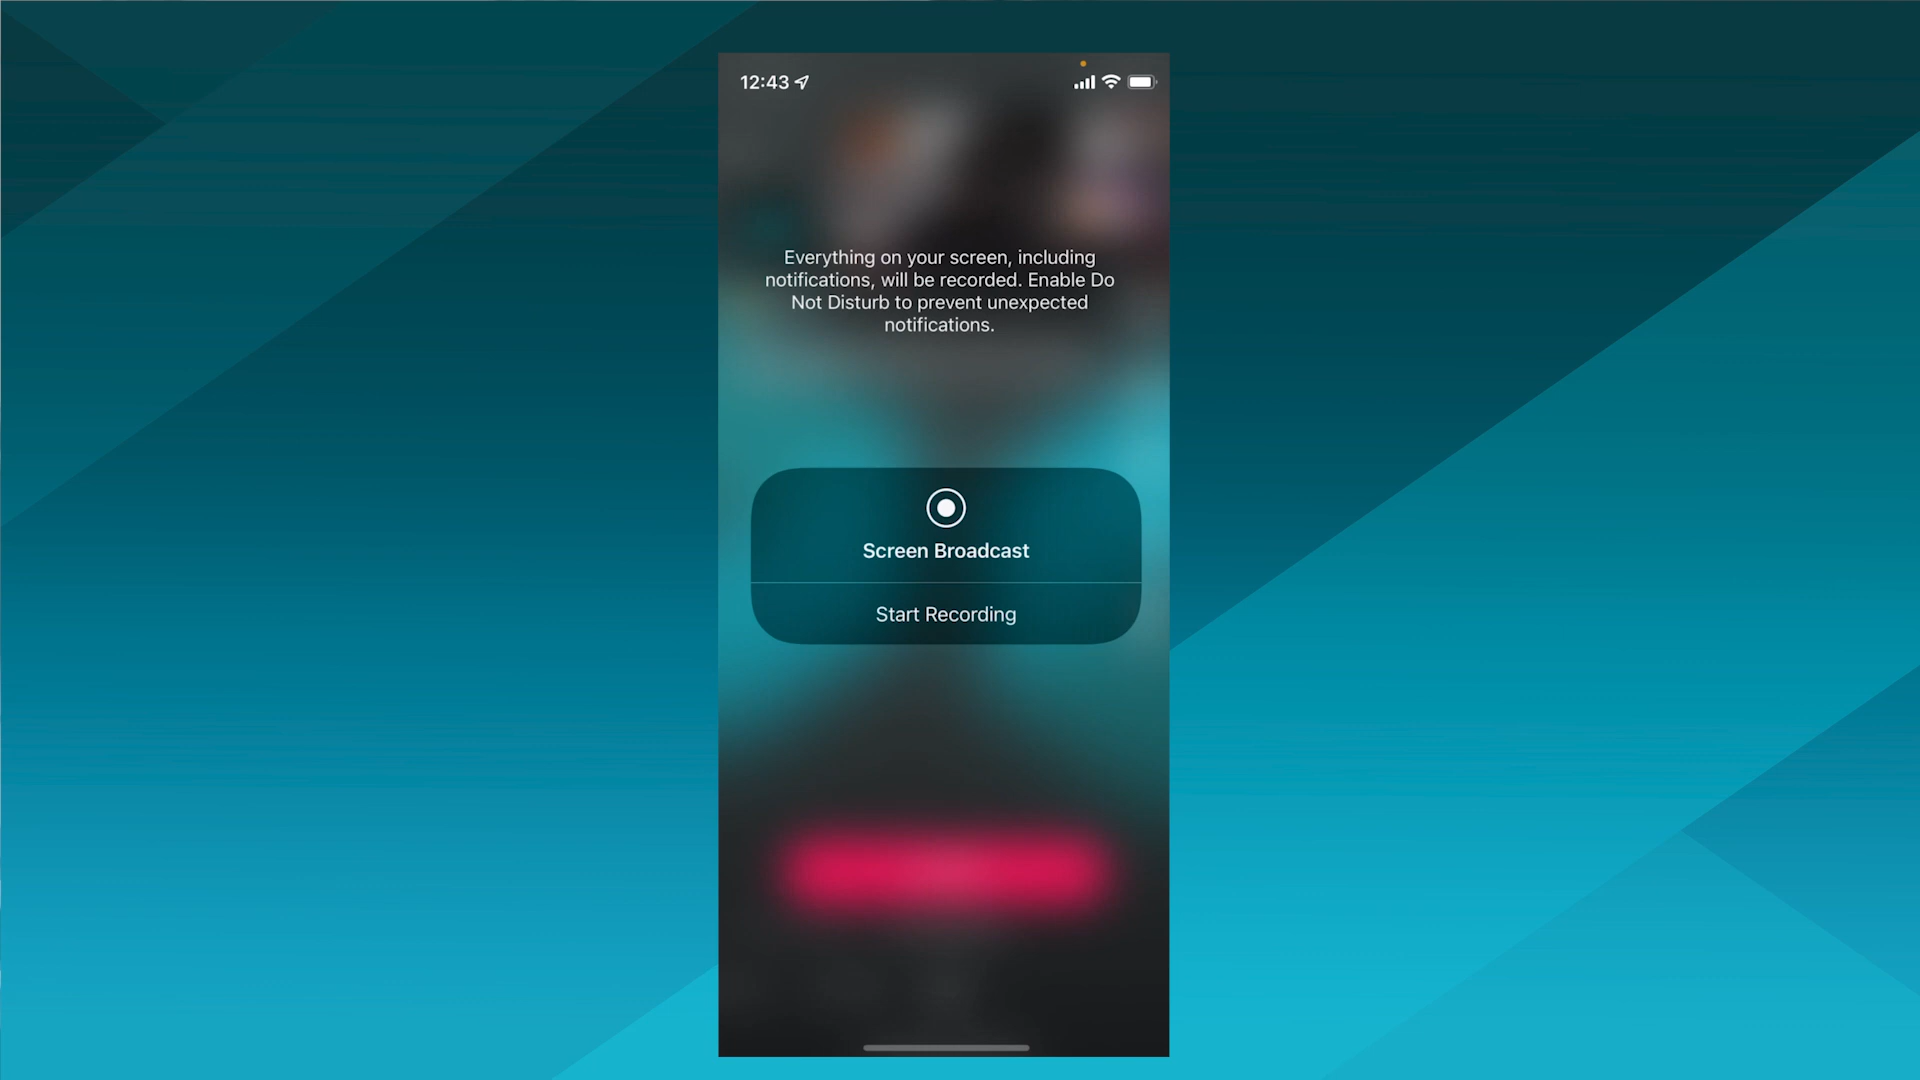 12:43
Everything on your screen, including
notifications, will be recorded. Enable Do
Not Disturb to prevent unexpected
notifications.
Screen Broadcast
Start Recording